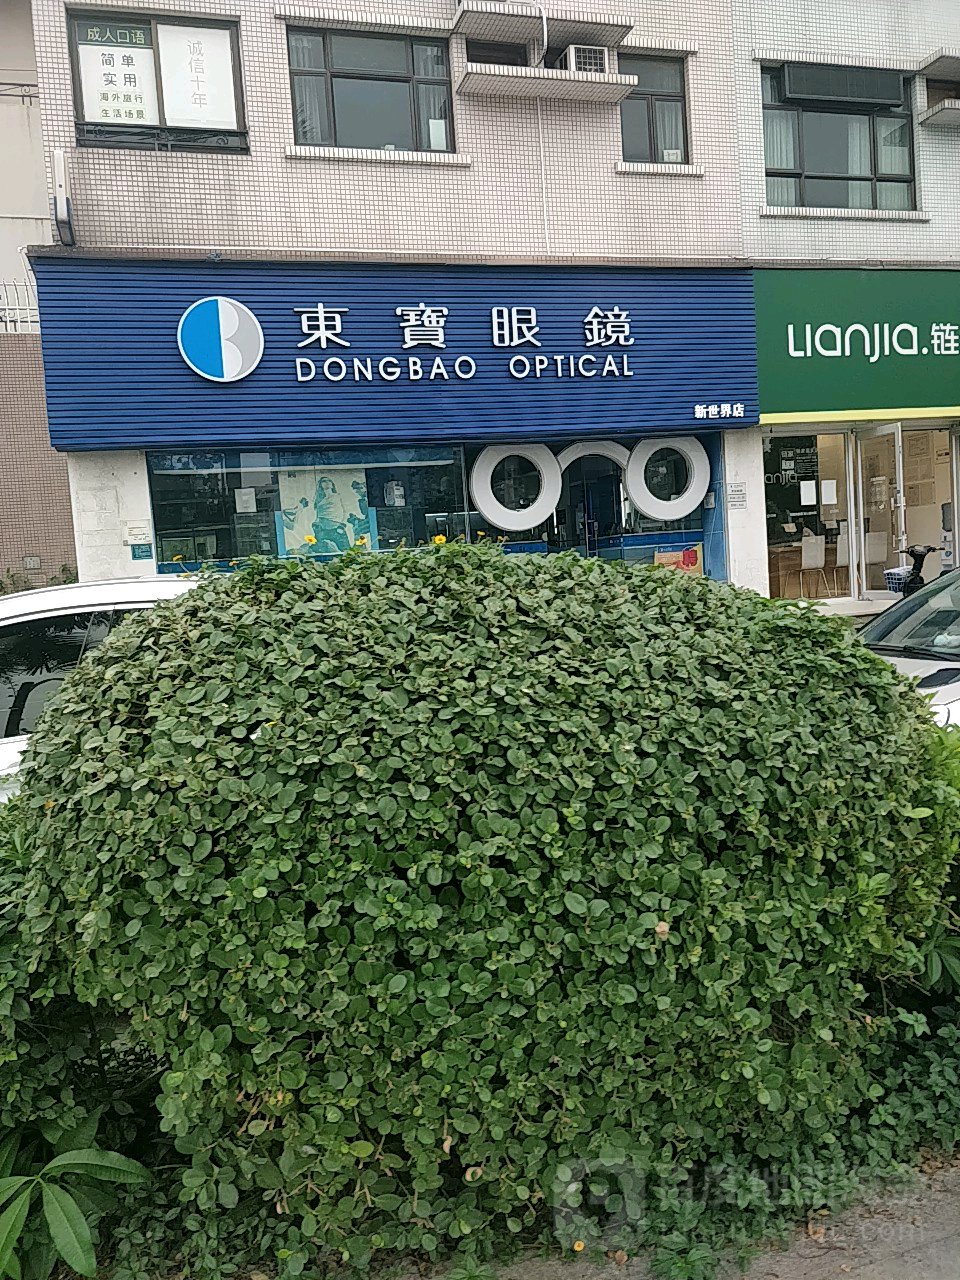 成人口语
简单
实用
海外旅行
生活场景
诚信十年
東寶眼鏡
DONGBAO OPTICAL
新世界店
Lianjia.链
anjia